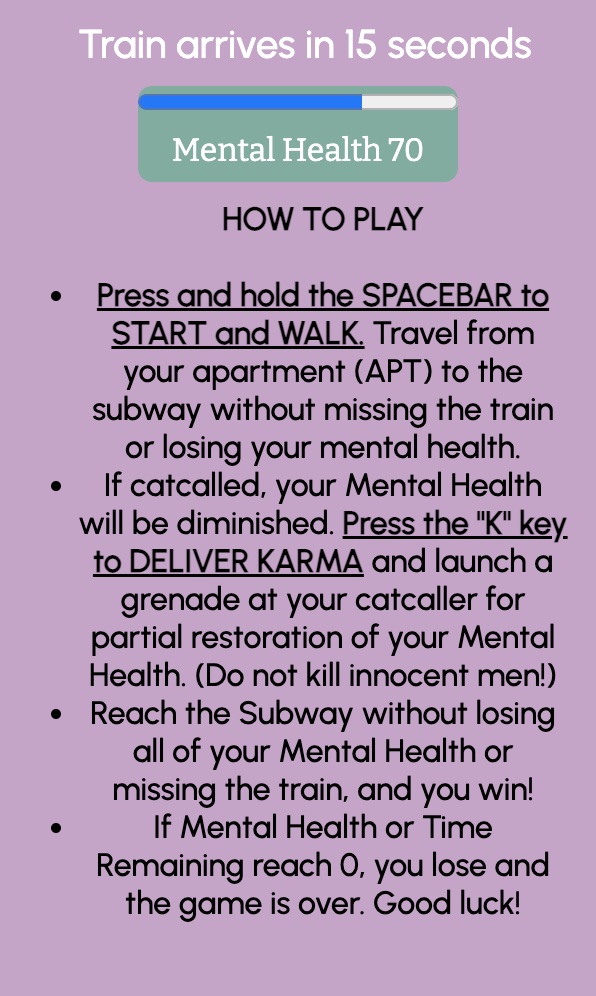 Train arrives in 15 seconds
Mental Health 70
HOW TO PLAY
Press and hold the SPACEBAR to
START and WALK. Travel from
your apartment (APT) to the
subway without missing the train
or losing your mental health.
If catcalled, your Mental Health
will be diminished. Press the "K" key
to DELIVER KARMA and launch a
grenade at your catcaller for
partial restoration of your Mental
Health. (Do not kill innocent men!)
Reach the Subway without losing
all of your Mental Health or
missing the train, and you win!
If Mental Health or Time
Remaining reach 0, you lose and
the game is over. Good luck!